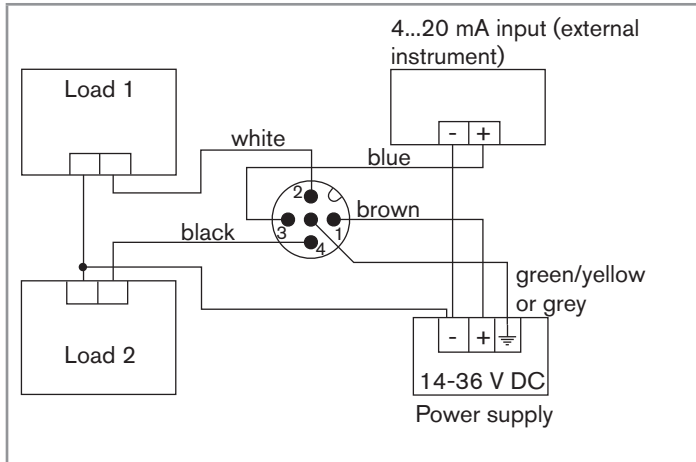 4...20 mA input (external
instrument)
Load 1
- +
white
blue
2
brown
3
1
black
4
green/yellow
or grey
- +
Load 2
14-36 V DC
Power supply